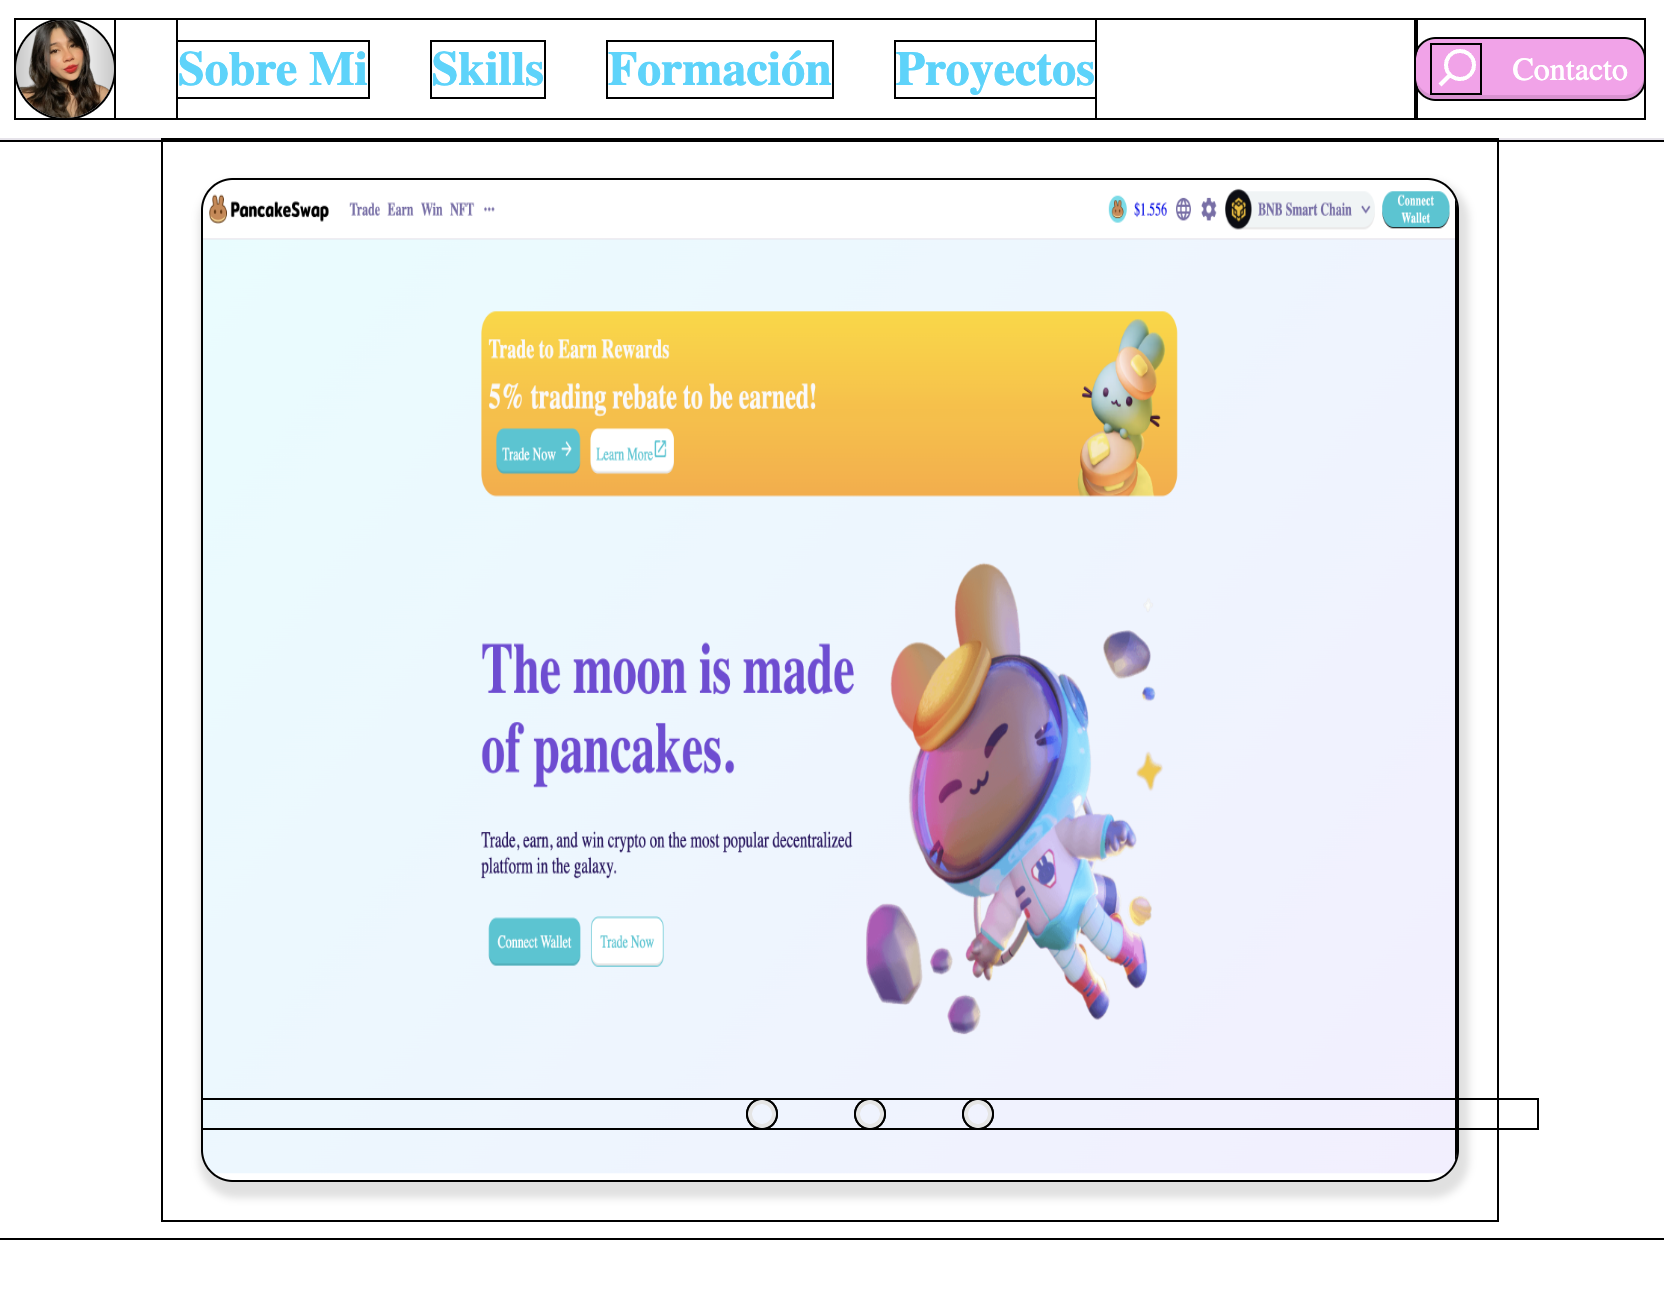 Sobre Mi Skills Formación Proyectos Contacto
PancakeSwap Trade Earn Win NFT ··· $1.556 BNB Smart Chain Connect
Wallet
Trade to Earn Rewards
5% trading rebate to be earned!
Trade Now Learn More
The moon is made
of pancakes.
Trade, earn, and win crypto on the most popular decentralized
platform in the galaxy.
Connect Wallet Trade Now